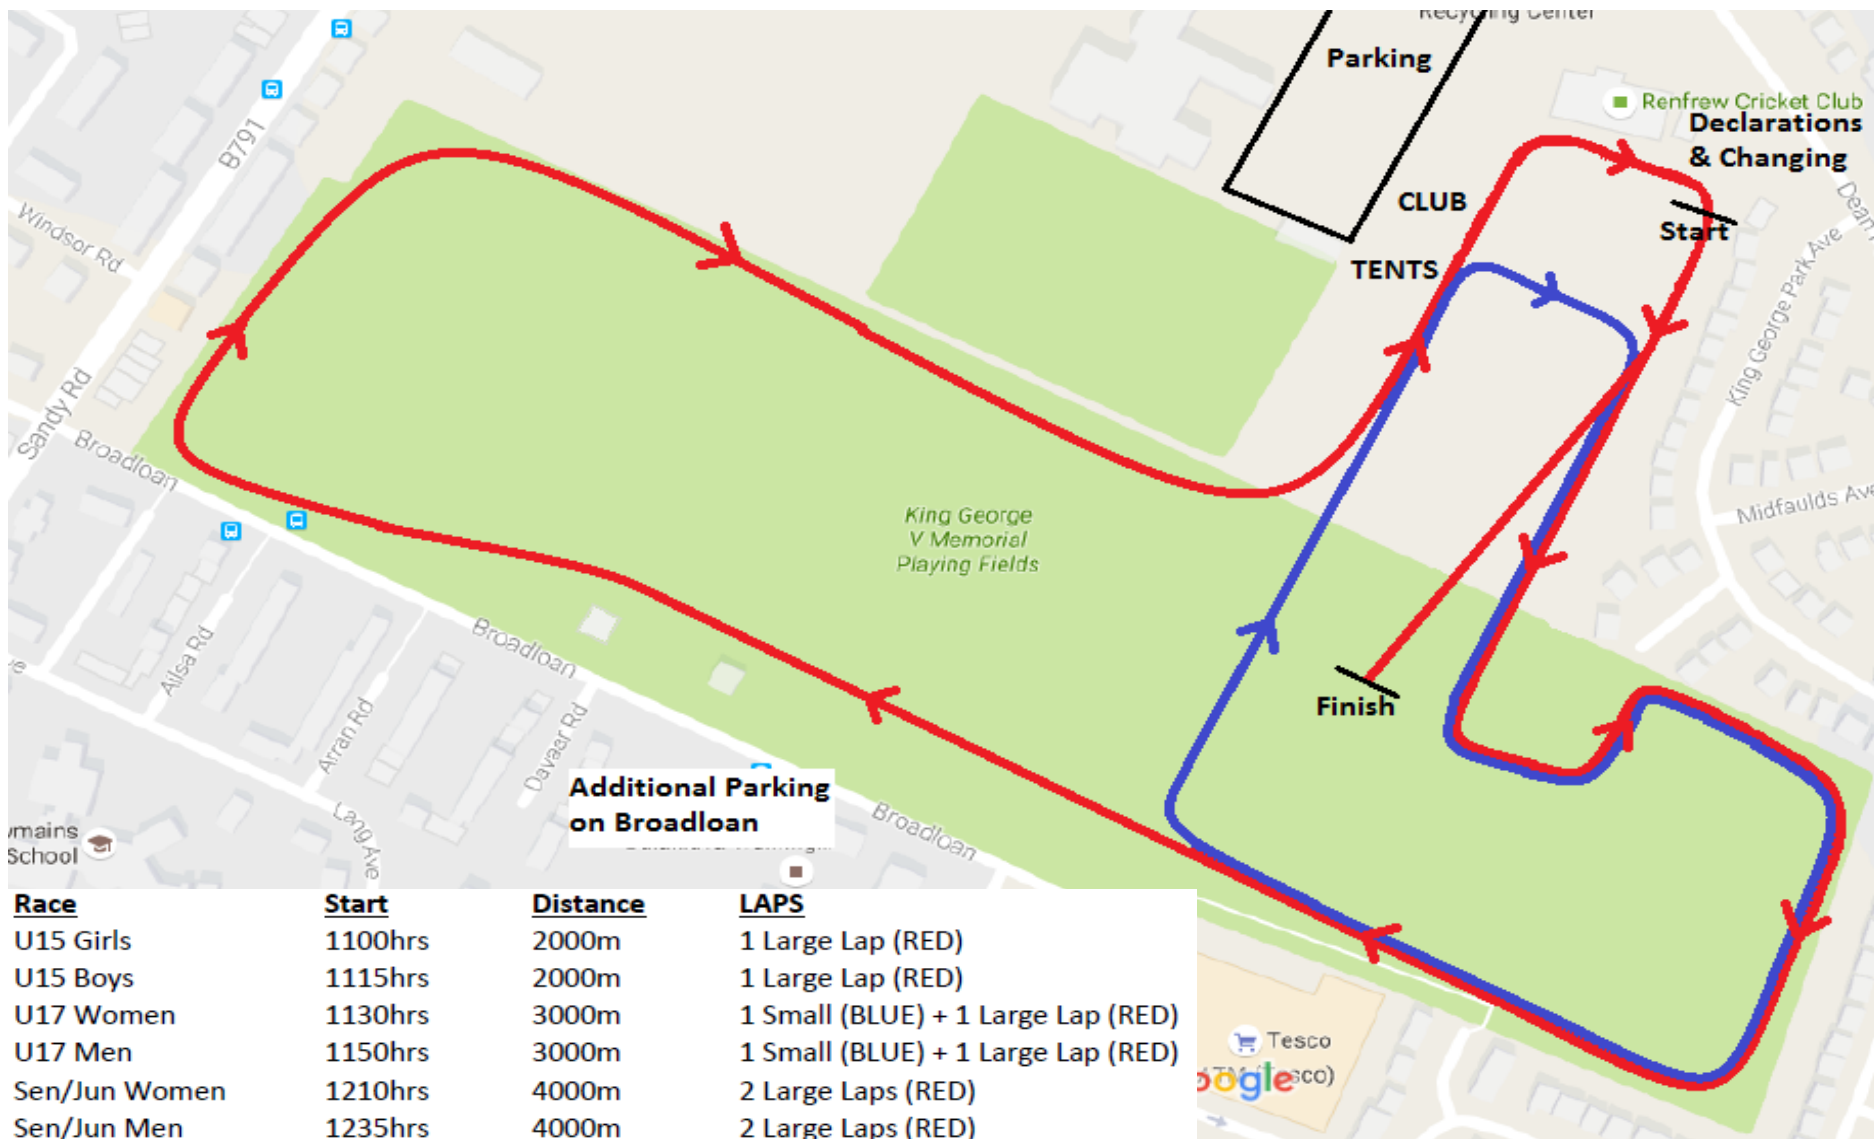 Recycling Center
Parking
Renfrew Cricket Club
Declarations
& Changing
B791
CLUB
Windsor Rd
Start
Dean
King George Park Ave
TENTS
Sandy Rd
Broadloan
Midfaulds Ave
King George
V Memorial
Playing Fields
Broadloan
Ailsa Rd
Arran Rd
Davaar Rd
Finish
Additional Parking
on Broadloan
Broadloan
Lang Ave
wmains
School
Race Start Distance LAPS
U15 Girls 1100hrs 2000m 1 Large Lap (RED)
U15 Boys 1115hrs 2000m 1 Large Lap (RED)
U17 Women 1130hrs 3000m 1 Small (BLUE) + 1 Large Lap (RED)
U17 Men 1150hrs 3000m 1 Small (BLUE) + 1 Large Lap (RED)
Sen/Jun Women 1210hrs 4000m 2 Large Laps (RED)
Sen/Jun Men 1235hrs 4000m 2 Large Laps (RED)
Tesco
oogle